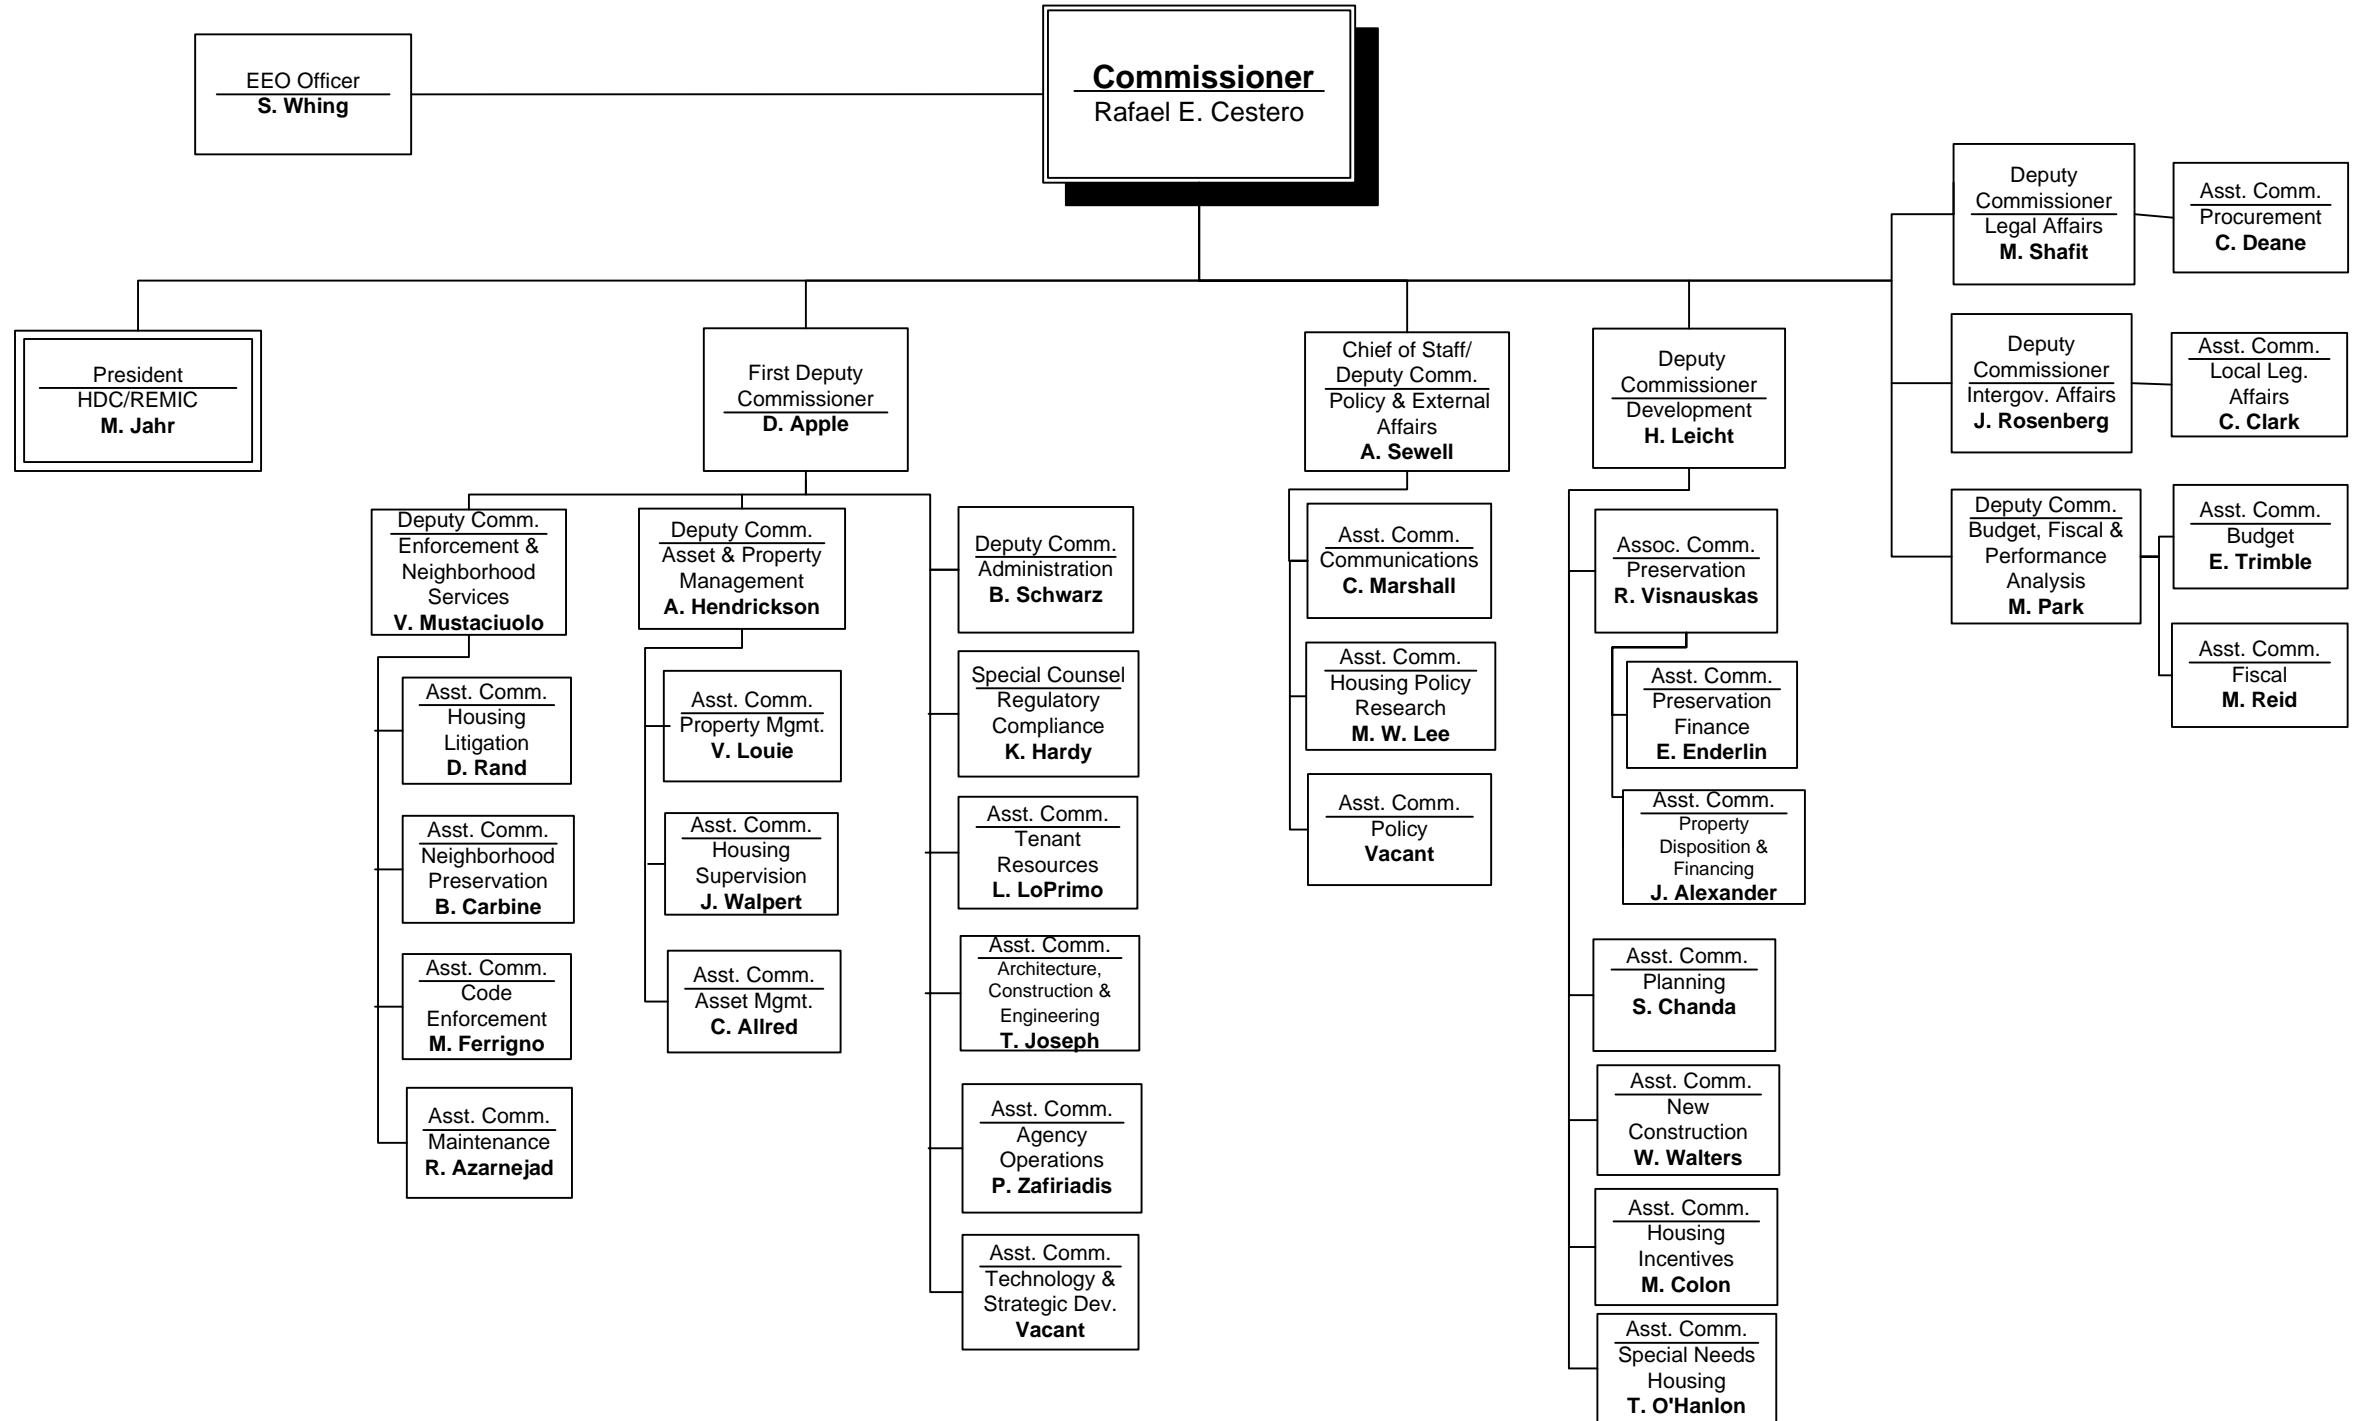 EEO Officer
S. Whing
Commissioner
Rafael E. Cestero
Deputy
Commissioner
Legal Affairs
M. Shafit
Asst. Comm.
Procurement
C. Deane
President
HDC/REMIC
M. Jahr
First Deputy
Commissioner
D. Apple
Chief of Staff/
Deputy Comm.
Policy & External
Affairs
A. Sewell
Deputy
Commissioner
Development
H. Leicht
Deputy
Commissioner
Intergov. Affairs
J. Rosenberg
Asst. Comm.
Local Leg.
Affairs
C. Clark
Deputy Comm.
Budget, Fiscal &
Performance
Analysis
M. Park
Asst. Comm.
Budget
E. Trimble
Asst. Comm.
Fiscal
M. Reid
Deputy Comm.
Enforcement &
Neighborhood
Services
V. Mustaciuolo
Asst. Comm.
Housing
Litigation
D. Rand
Asst. Comm.
Neighborhood
Preservation
B. Carbine
Asst. Comm.
Code
Enforcement
M. Ferrigno
Asst. Comm.
Maintenance
R. Azarnejad
Deputy Comm.
Asset & Property
Management
A. Hendrickson
Asst. Comm.
Property Mgmt.
V. Louie
Asst. Comm.
Housing
Supervision
J. Walpert
Asst. Comm.
Asset Mgmt.
C. Allred
Deputy Comm.
Administration
B. Schwarz
Special Counsel
Regulatory
Compliance
K. Hardy
Asst. Comm.
Tenant
Resources
L. LoPrimo
Asst. Comm.
Architecture,
Construction &
Engineering
T. Joseph
Asst. Comm.
Agency
Operations
P. Zafiriadis
Asst. Comm.
Technology &
Strategic Dev.
Vacant
Asst. Comm.
Communications
C. Marshall
Asst. Comm.
Housing Policy
Research
M. W. Lee
Asst. Comm.
Policy
Vacant
Assoc. Comm.
Preservation
R. Visnauskas
Asst. Comm.
Preservation
Finance
E. Enderlin
Asst. Comm.
Property
Disposition &
Financing
J. Alexander
Asst. Comm.
Planning
S. Chanda
Asst. Comm.
New
Construction
W. Walters
Asst. Comm.
Housing
Incentives
M. Colon
Asst. Comm.
Special Needs
Housing
T. O'Hanlon